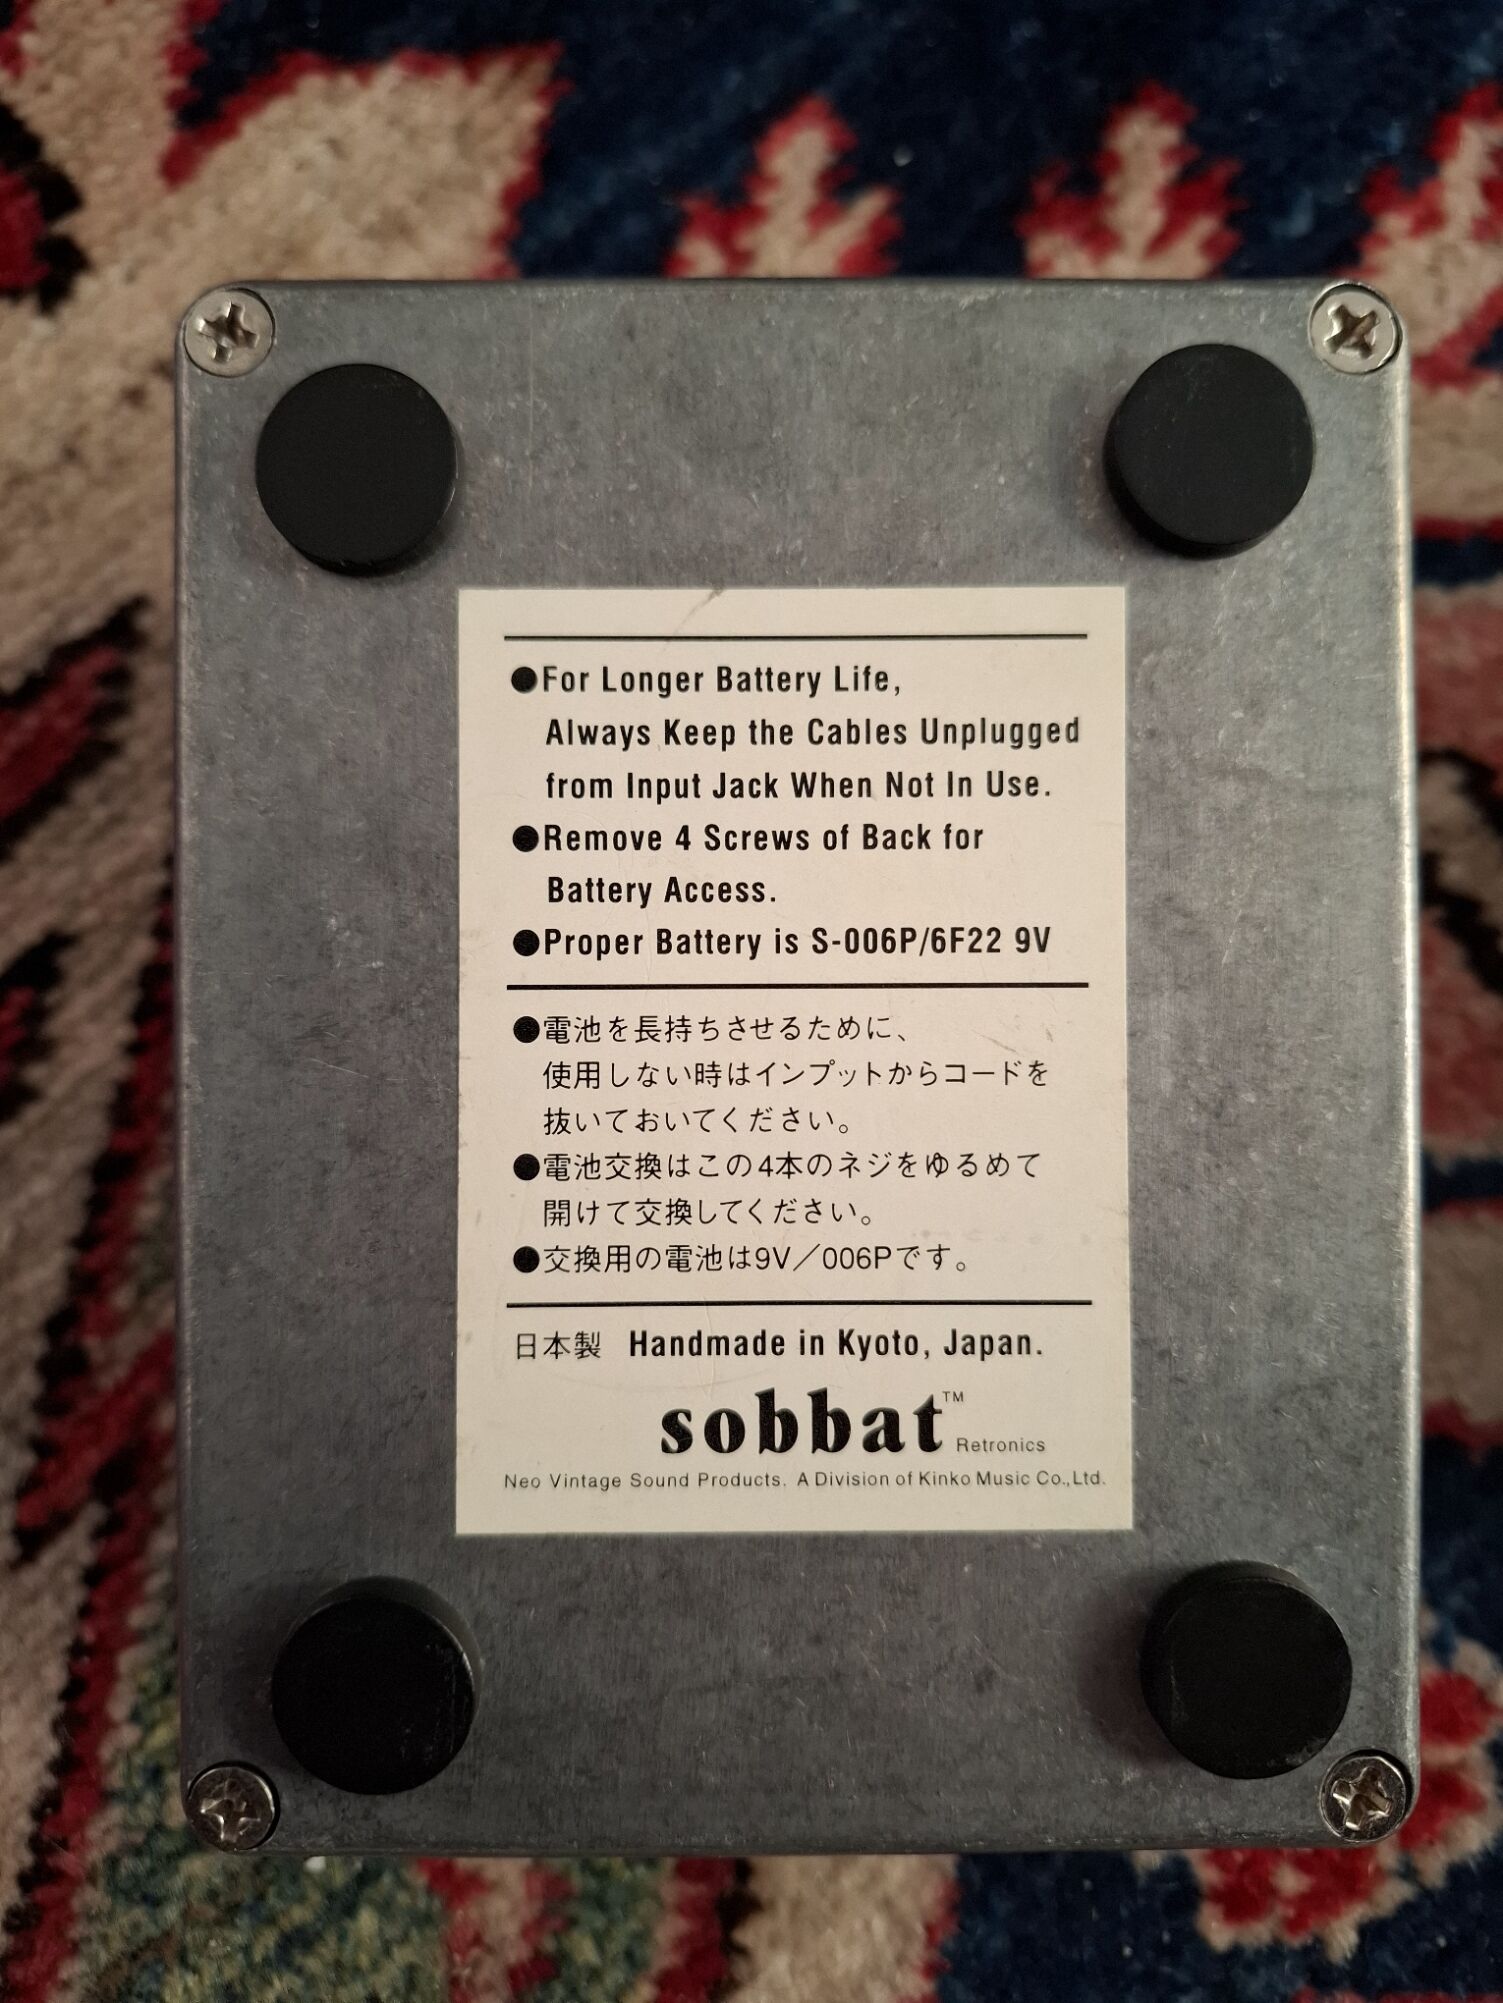 ●For Longer Battery Life,
Always Keep the Cables Unplugged
from Input Jack When Not In Use.
●Remove 4 Screws of Back for
Battery Access.
●Proper Battery is S-006P/6F22 9V
●電池を長持ちさせるために、
使用しない時はインプットからコードを
抜いておいてください。
●電池交換はこの4本のネジをゆるめて
開けて交換してください。
●交換用の電池は9V／006Pです。
日本製 Handmade in Kyoto, Japan.
sobbat™ Retronics
Neo Vintage Sound Products. A Division of Kinko Music Co.,Ltd.